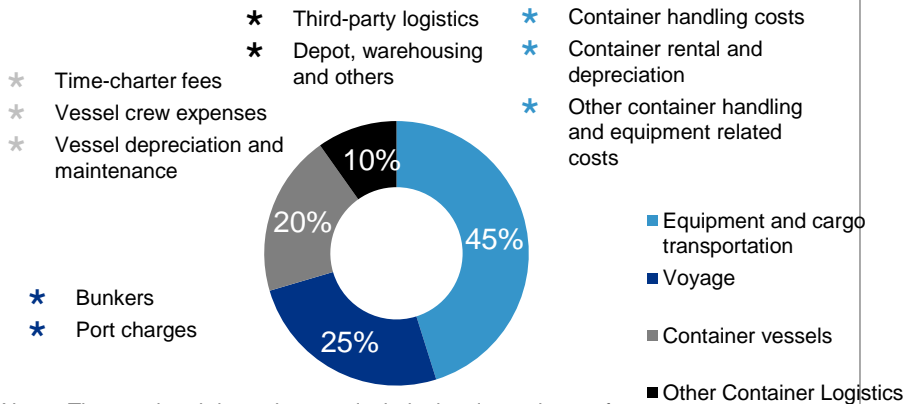 * Third-party logistics
* Depot, warehousing
and others
* Container handling costs
* Container rental and
depreciation
* Other container handling
and equipment related
costs
* Time-charter fees
* Vessel crew expenses
* Vessel depreciation and
maintenance
10%
20%
45%
25%
* Bunkers
* Port charges
Equipment and cargo
transportation
Voyage
Container vessels
Other Container Logistics